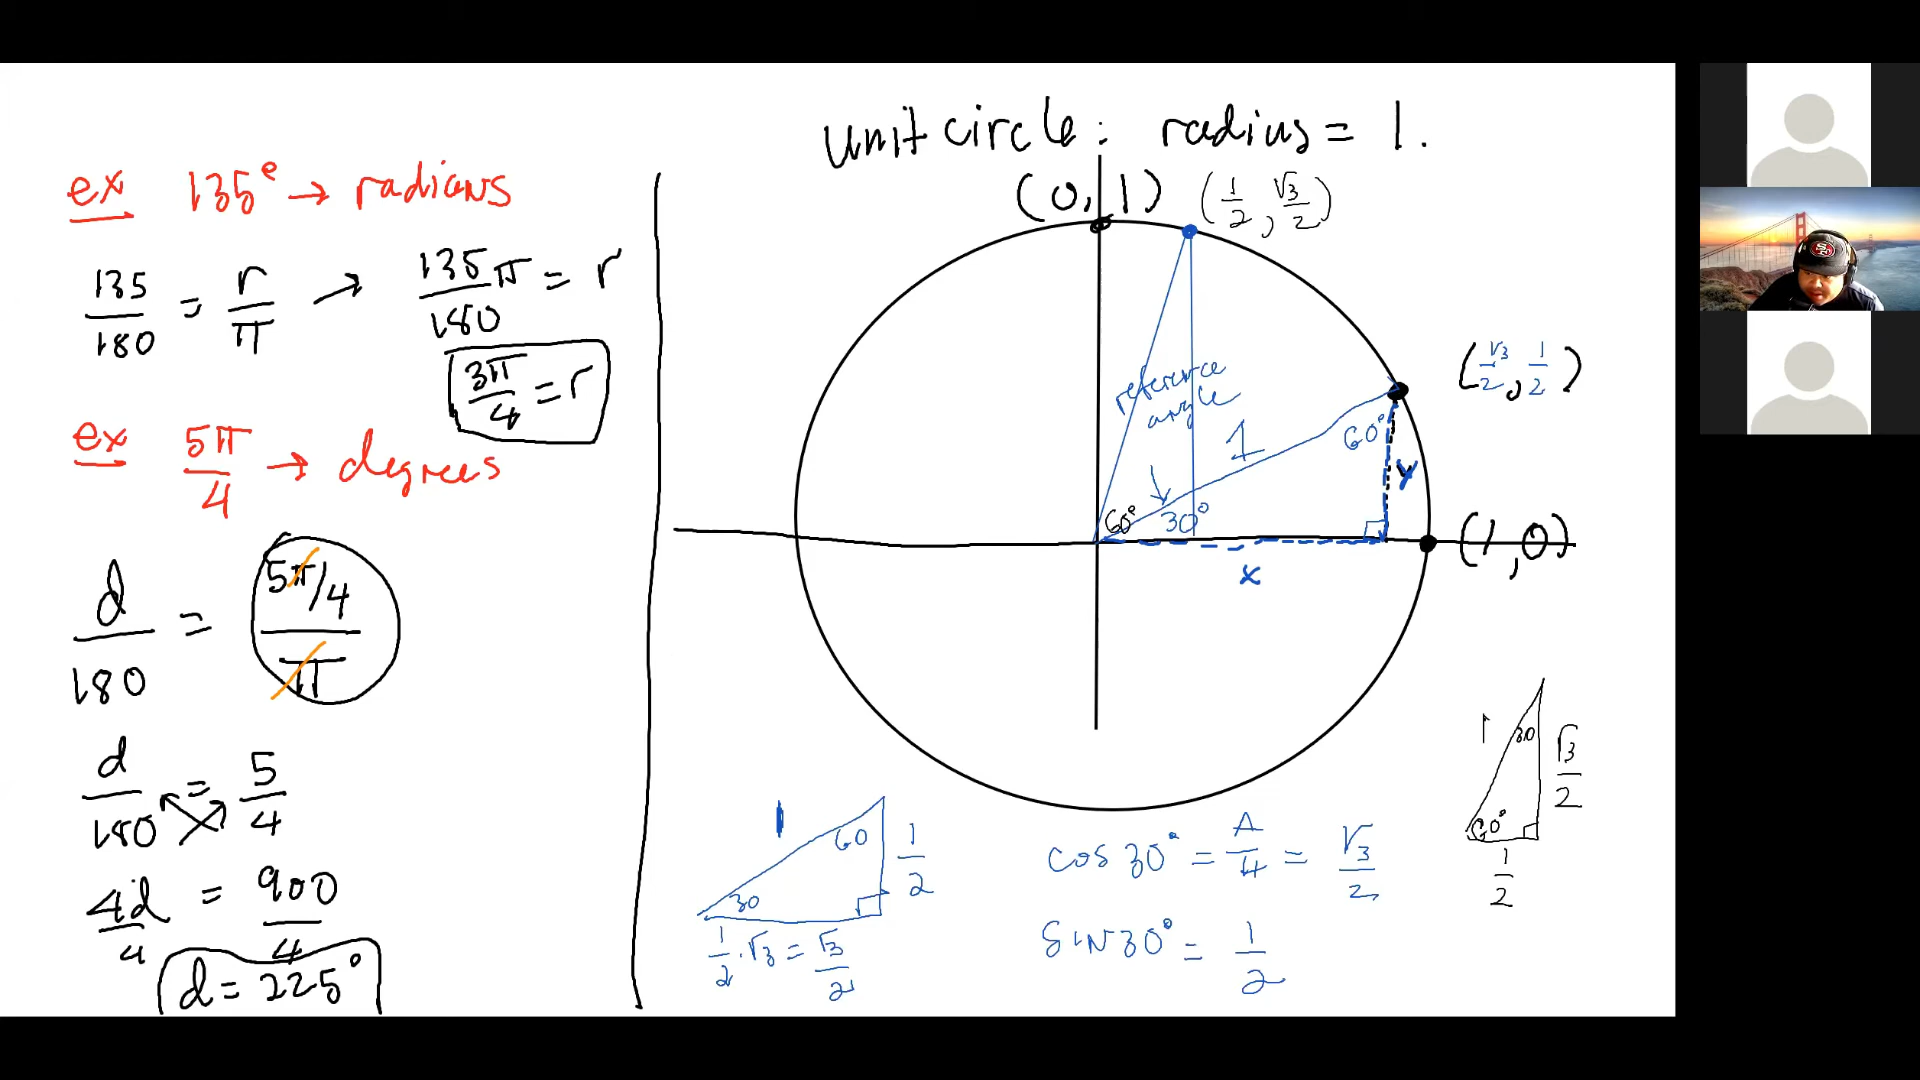 ex 135° → radians
135/180 = r/π → 135π/180 = r
3π/4 = r
ex 5π/4 → degrees
d/180 = 5π/4/π
d/180 = 5/4
4d/4 = 900/4
d = 225°
unit circle: radius = 1.
(0, 1) (1/2, √3/2)
(√3/2, 1/2)
reference
angle
1
60°
y
60° 30°
(1, 0)
x
1
60
1/2
30
1/2 · √3 = √3/2
cos 30° = A/H = √3/2
sin 30° = 1/2
1
30
√3/2
60°
1/2
SF